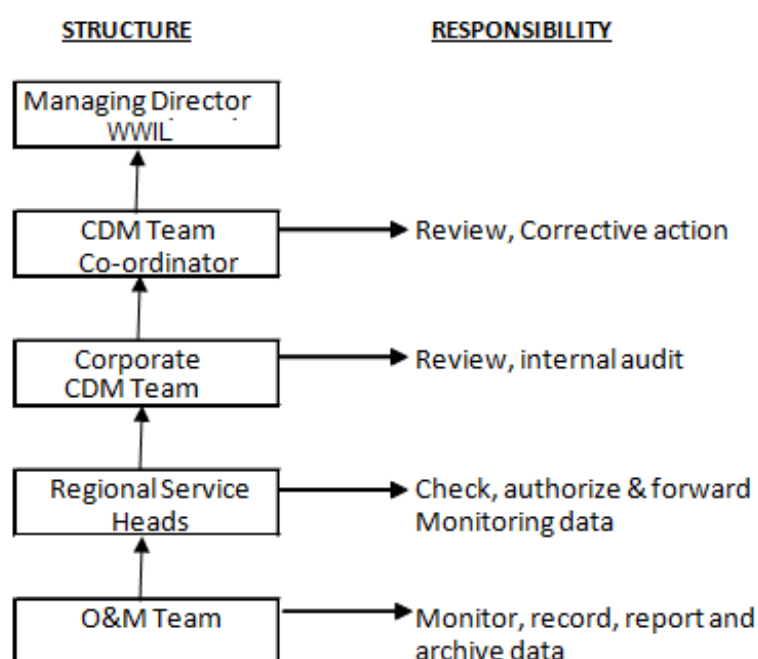 STRUCTURE RESPONSIBILITY
Managing Director
WWIL
CDM Team
Co-ordinator
Review, Corrective action
Corporate
CDM Team
Review, internal audit
Regional Service
Heads
Check, authorize & forward
Monitoring data
O&M Team
Monitor, record, report and
archive data